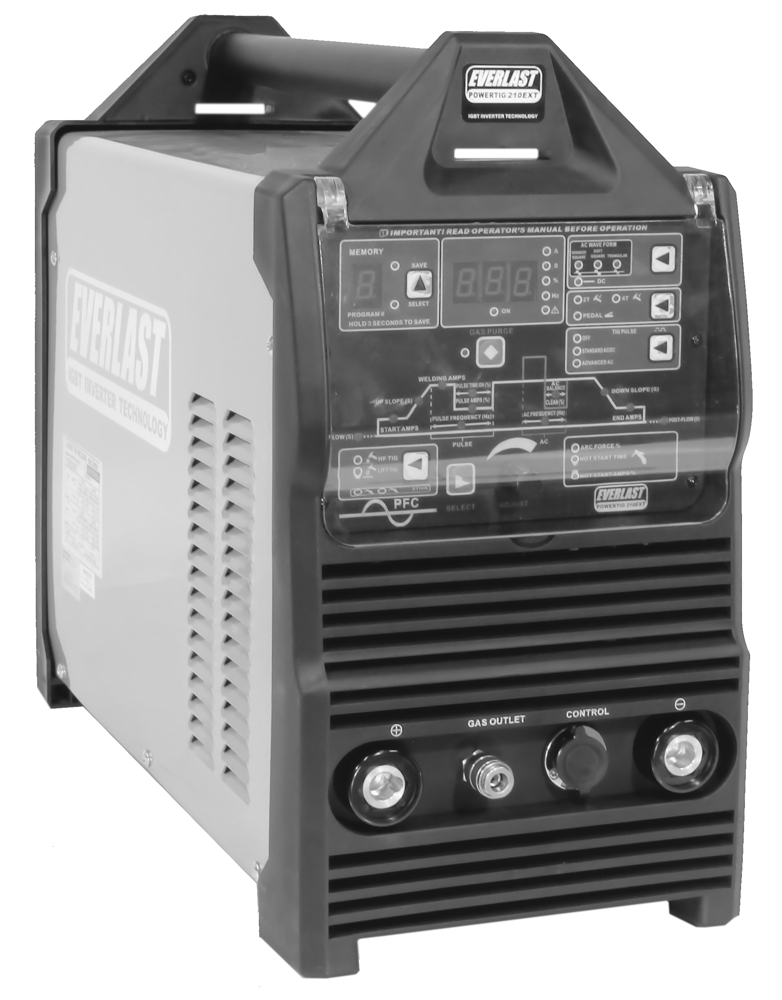 EVERLAST
POWERTIG 210EXT
IGBT INVERTER TECHNOLOGY
EVERLAST
IGBT INVERTER TECHNOLOGY
IMPORTANT! READ OPERATOR'S MANUAL BEFORE OPERATION
MEMORY
SAVE
SELECT
PROGRAM #
HOLD 3 SECONDS TO SAVE
A
S
%
Hz
ON
AC WAVE FORM
ADVANCED SQUARE
SOFT SQUARE
TRIANGULAR
DC
2T
4T
PEDAL
TIG PULSE
OFF
STANDARD AC/DC
ADVANCED AC
GAS PURGE
WELDING AMPS
PULSE TIME ON (%)
PULSE AMPS (%)
AC
BALANCE
CLEAN (%)
UP SLOPE (S)
DOWN SLOPE (S)
PULSE FREQUENCY (Hz)
AC FREQUENCY (Hz)
START AMPS
END AMPS
POST-FLOW (S)
FLOW (S)
PULSE
AC
HF TIG
LIFT TIG
STICK
ARC FORCE %
HOT START TIME
HOT START AMPS %
PFC
SELECT
ADJUST
EVERLAST
POWERTIG 210EXT
GAS OUTLET
CONTROL